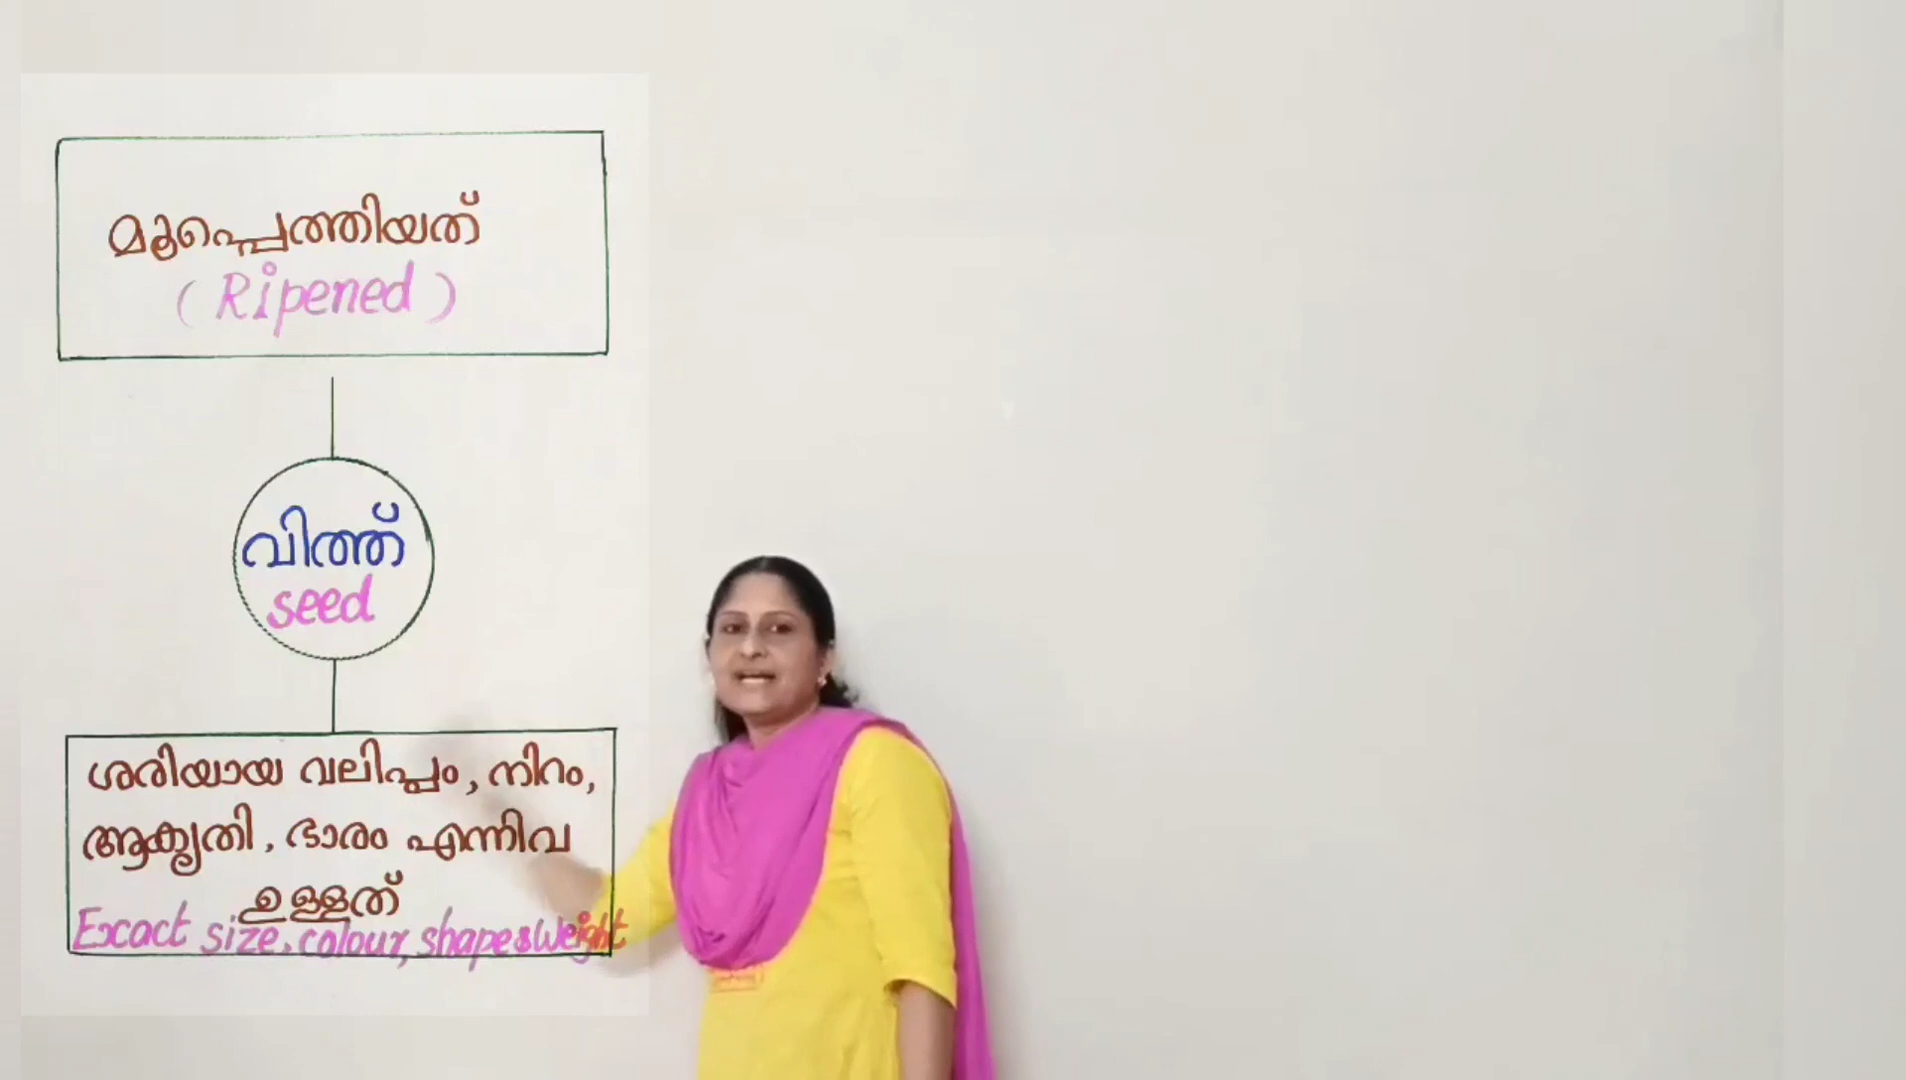 മൂപ്പെത്തിയത്
(Ripened)
വിത്ത്
seed
ശരിയായ വലിപ്പം, നിറം,
ആകൃതി, ഭാരം എന്നിവ
ഉള്ളത്
Excact size, colour, shape & Weight